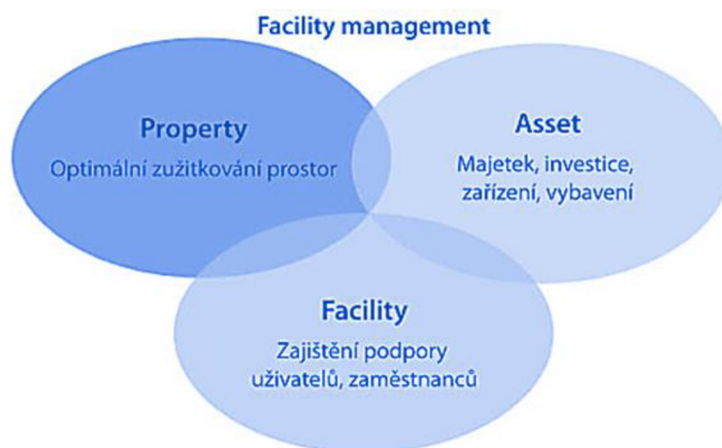 Facility management
Property
Optimální zužitkování prostor
Asset
Majetek, investice,
zařízení, vybavení
Facility
Zajištění podpory
uživatelů, zaměstnanců